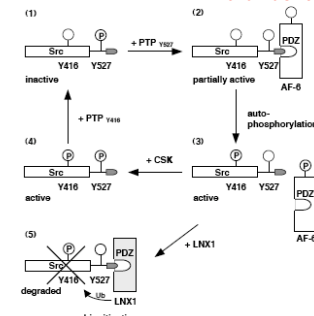 (1)
(2)
P
+ PTP Y527
PDZ
Src
Src
Y416 Y527
Y416 Y527
inactive
partially active
AF-6
+ PTP Y416
auto-
phosphorylation
(4)
(3)
P
P
P
P
+ CSK
Src
Src
PDZ
Y416 Y527
Y416 Y527
active
active
AF-6
(5)
+ LNX1
P
PDZ
Src
Y416 Y527
degraded
Ub
LNX1